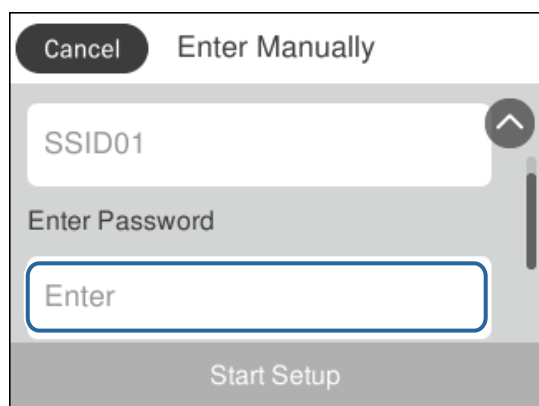 Cancel Enter Manually
SSID01
Enter Password
Enter
Start Setup